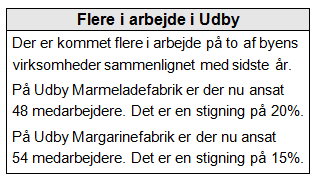 Flere i arbejde i Udby
Der er kommet flere i arbejde på to af byens
virksomheder sammenlignet med sidste år.
På Udby Marmeladefabrik er der nu ansat
48 medarbejdere. Det er en stigning på 20%.
På Udby Margarinefabrik er der nu ansat
54 medarbejdere. Det er en stigning på 15%.